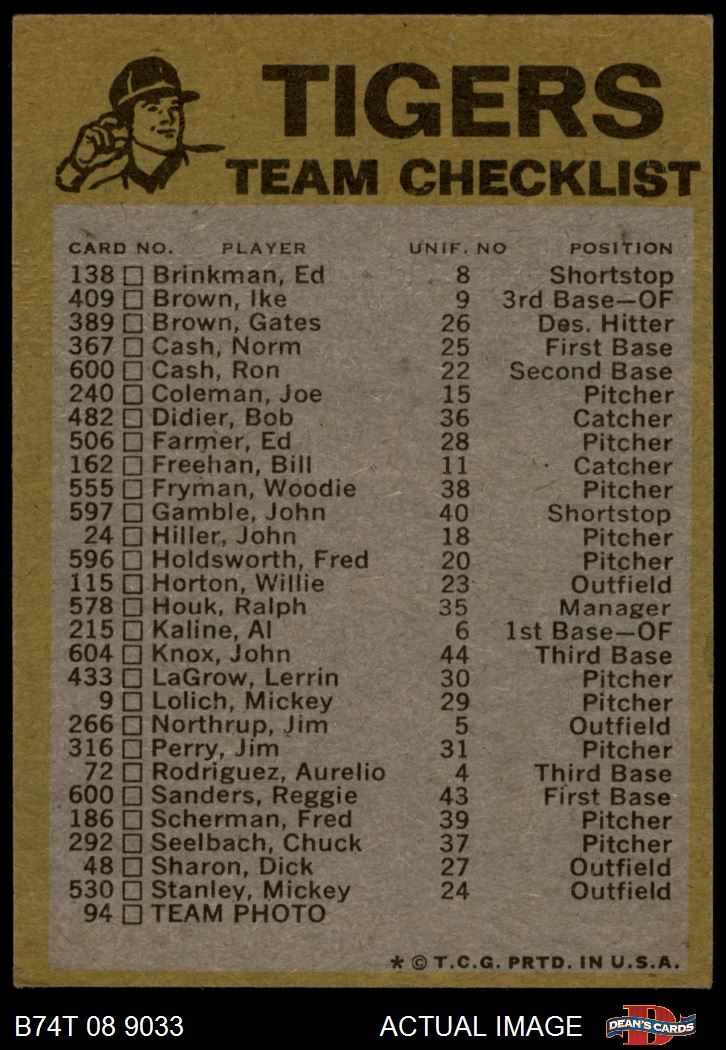 TIGERS
TEAM CHECKLIST
CARD NO. PLAYER UNIF. NO POSITION
138 Brinkman, Ed 8 Shortstop
409 Brown, Ike 9 3rd Base—OF
389 Brown, Gates 26 Des. Hitter
367 Cash, Norm 25 First Base
600 Cash, Ron 22 Second Base
240 Coleman, Joe 15 Pitcher
482 Didier, Bob 36 Catcher
506 Farmer, Ed 28 Pitcher
162 Freehan, Bill 11 Catcher
555 Fryman, Woodie 38 Pitcher
597 Gamble, John 40 Shortstop
24 Hiller, John 18 Pitcher
596 Holdsworth, Fred 20 Pitcher
115 Horton, Willie 23 Outfield
578 Houk, Ralph 35 Manager
215 Kaline, Al 6 1st Base—OF
604 Knox, John 44 Third Base
433 LaGrow, Lerrin 30 Pitcher
9 Lolich, Mickey 29 Pitcher
266 Northrup, Jim 5 Outfield
316 Perry, Jim 31 Pitcher
72 Rodriguez, Aurelio 4 Third Base
600 Sanders, Reggie 43 First Base
186 Scherman, Fred 39 Pitcher
292 Seelbach, Chuck 37 Pitcher
48 Sharon, Dick 27 Outfield
530 Stanley, Mickey 24 Outfield
94 TEAM PHOTO
* © T.C.G. PRTD. IN U.S.A.
B74T 08 9033 ACTUAL IMAGE D DEAN'S CARDS